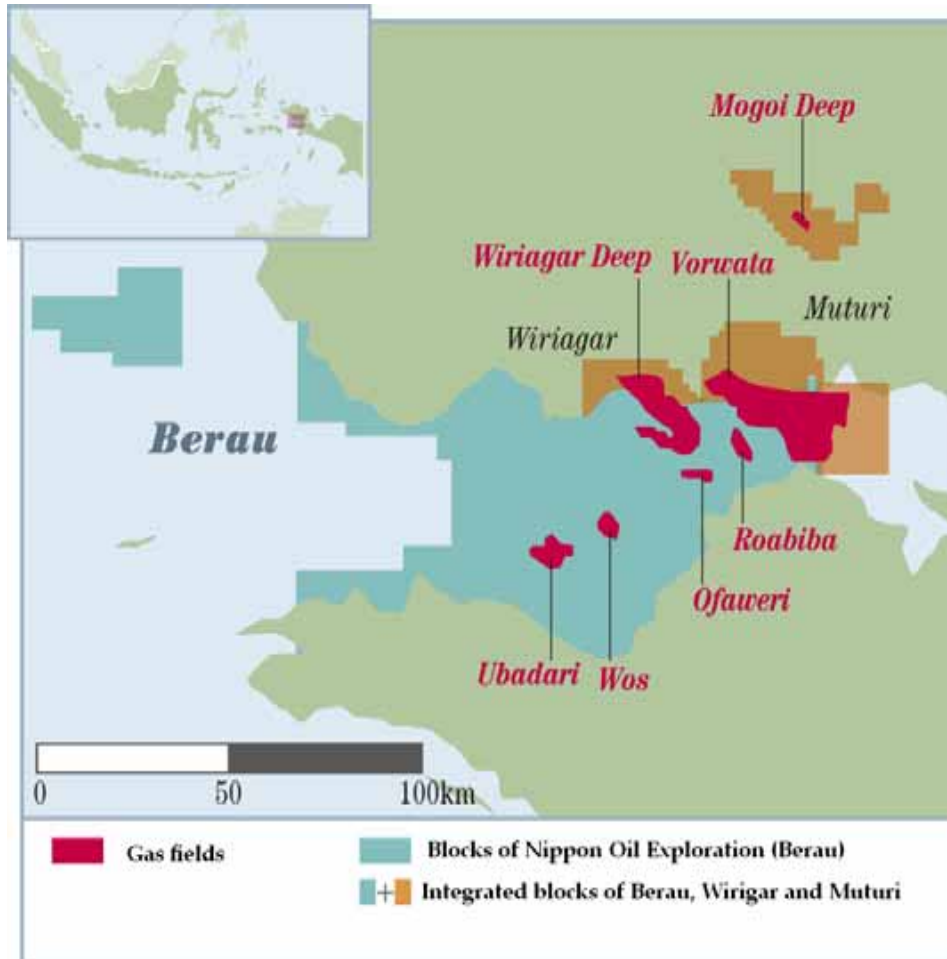 Mogoi Deep
Wiriagar Deep
Vorwata
Muturi
Wiriagar
Berau
Roabiba
Ofaweri
Ubadari
Wos
0
50
100km
Gas fields
Blocks of Nippon Oil Exploration (Berau)
+
Integrated blocks of Berau, Wirigar and Muturi